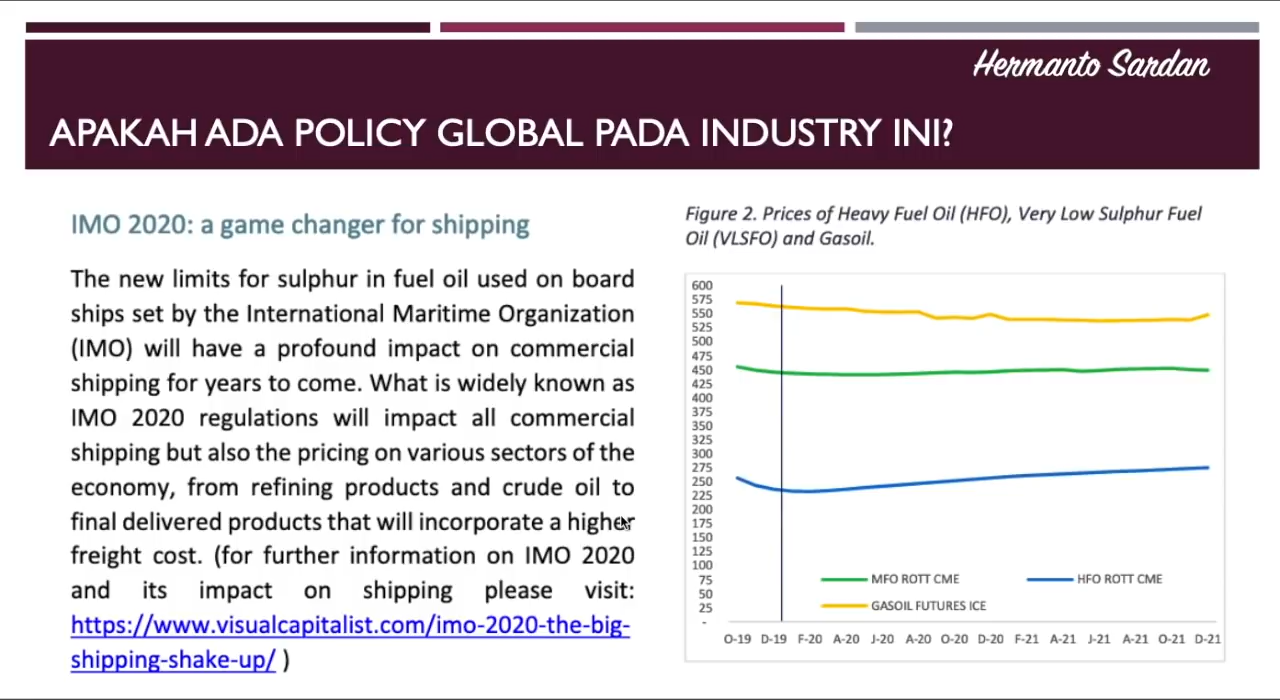 Hermanto Sardan
APAKAH ADA POLICY GLOBAL PADA INDUSTRY INI?
IMO 2020: a game changer for shipping
The new limits for sulphur in fuel oil used on board
ships set by the International Maritime Organization
(IMO) will have a profound impact on commercial
shipping for years to come. What is widely known as
IMO 2020 regulations will impact all commercial
shipping but also the pricing on various sectors of the
economy, from refining products and crude oil to
final delivered products that will incorporate a higher
freight cost. (for further information on IMO 2020
and its impact on shipping please visit:
https://www.visualcapitalist.com/imo-2020-the-big-
shipping-shake-up/ )
Figure 2. Prices of Heavy Fuel Oil (HFO), Very Low Sulphur Fuel
Oil (VLSFO) and Gasoil.
600
575
550
525
500
475
450
425
400
375
350
325
300
275
250
225
200
175
150
125
100
75
50
25
-
MFO ROTT CME HFO ROTT CME
GASOIL FUTURES ICE
O-19 D-19 F-20 A-20 J-20 A-20 O-20 D-20 F-21 A-21 J-21 A-21 O-21 D-21